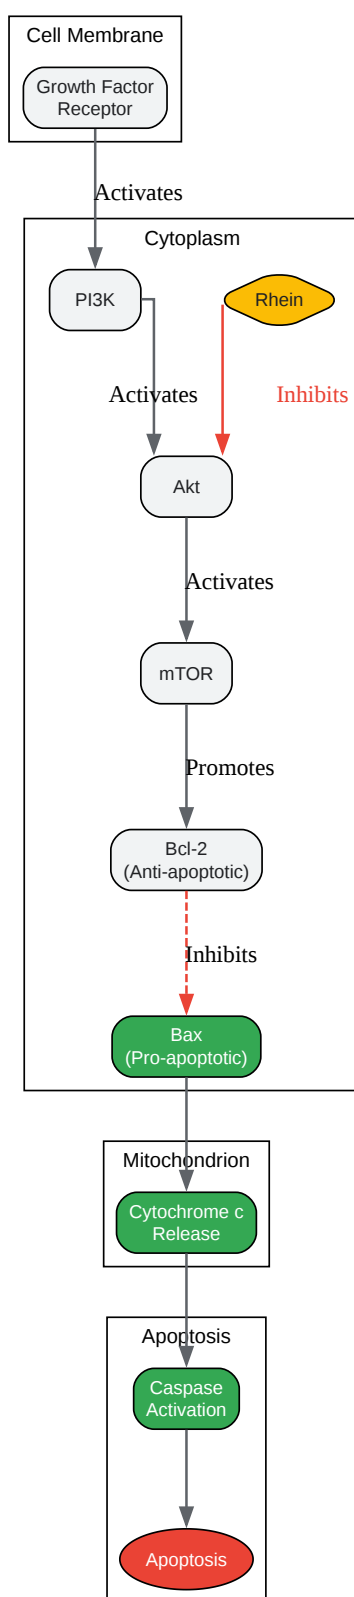 Cell Membrane
Growth Factor
Receptor
Activates
Cytoplasm
PI3K
Rhein
Activates
Inhibits
Akt
Activates
mTOR
Promotes
Bcl-2
(Anti-apoptotic)
Inhibits
Bax
(Pro-apoptotic)
Mitochondrion
Cytochrome c
Release
Apoptosis
Caspase
Activation
Apoptosis